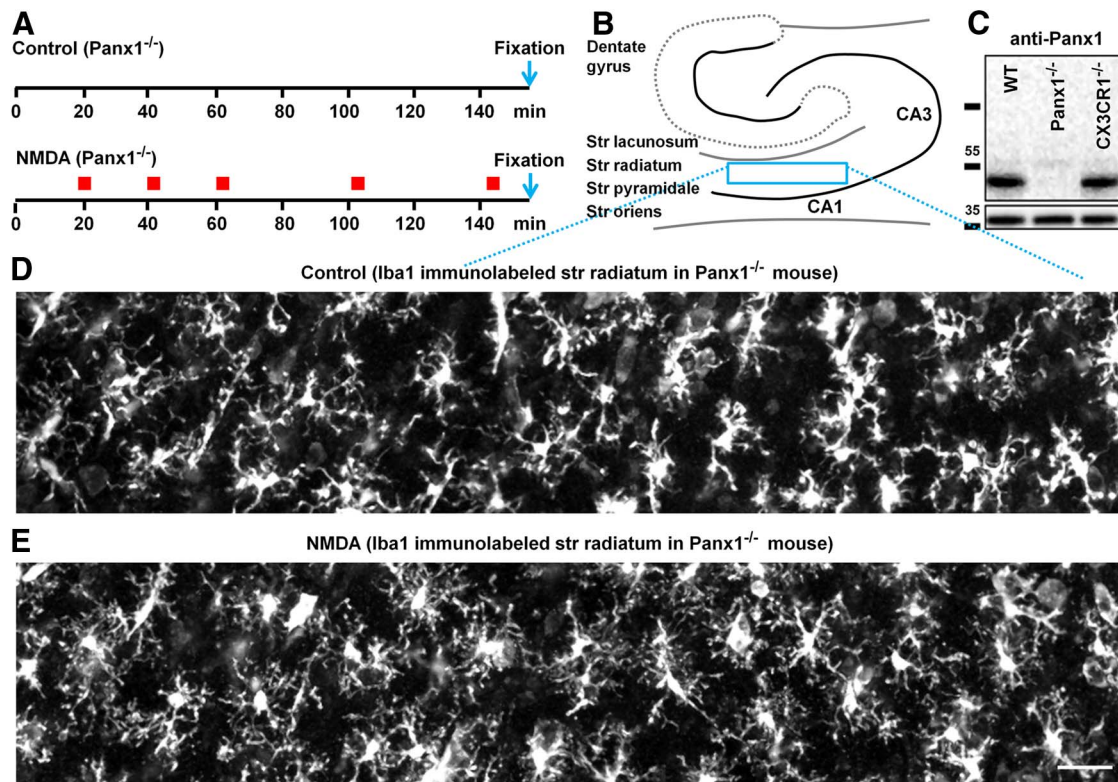 A
Control (Panx1-/-)
Fixation
0 20 40 60 80 100 120 140 min
NMDA (Panx1-/-)
Fixation
0 20 40 60 80 100 120 140 min
B
Dentate
gyrus
CA3
Str lacunosum
Str radiatum
Str pyramidale
Str oriens
CA1
C
anti-Panx1
WT
Panx1-/-
CX3CR1-/-
55
35
D
Control (Iba1 immunolabeled str radiatum in Panx1-/- mouse)
E
NMDA (Iba1 immunolabeled str radiatum in Panx1-/- mouse)